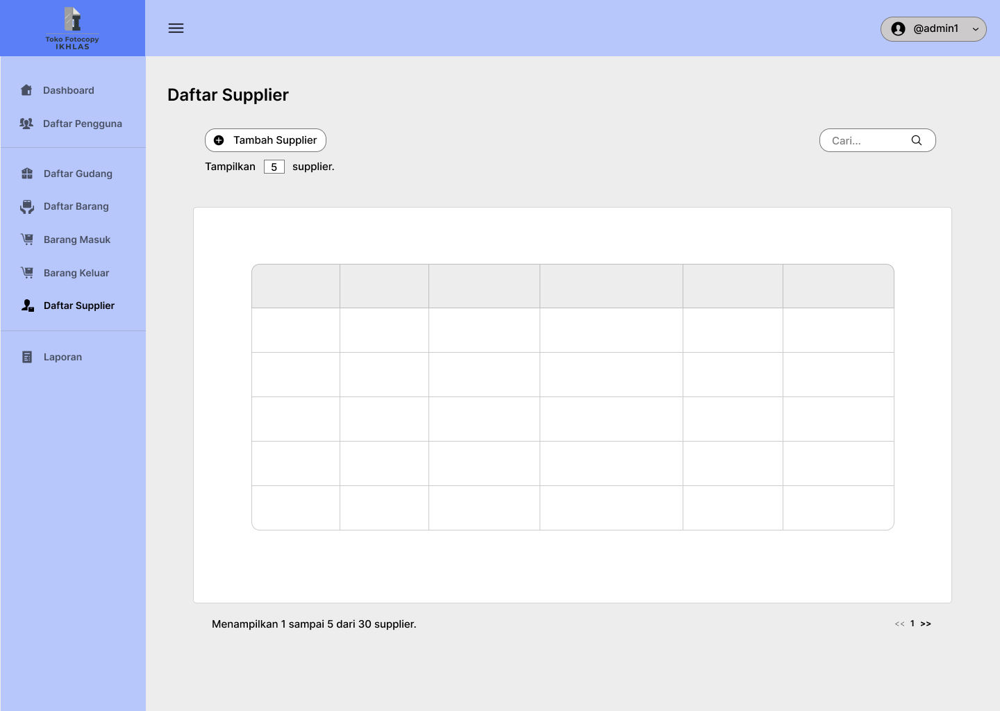 Toko Fotocopy
IKHLAS
@admin1
Dashboard
Daftar Pengguna
Daftar Gudang
Daftar Barang
Barang Masuk
Barang Keluar
Daftar Supplier
Laporan
Daftar Supplier
Tambah Supplier
Cari...
Tampilkan 5 supplier.
Menampilkan 1 sampai 5 dari 30 supplier.
<< 1 >>